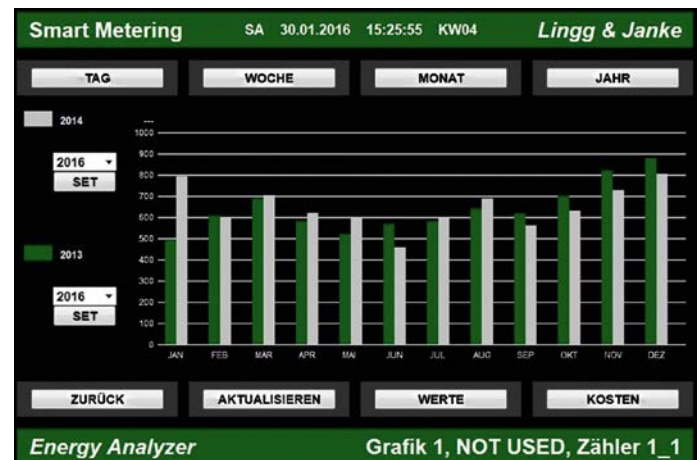 Smart Metering SA 30.01.2016 15:25:55 KW04 Lingg & Janke
TAG WOCHE MONAT JAHR
2014
---
1000
900
800
700
600
500
400
300
200
100
0
2016
SET
2013
2016
SET
JAN FEB MAR APR MAI JUN JUL AUG SEP OKT NOV DEZ
ZURÜCK AKTUALISIEREN WERTE KOSTEN
Energy Analyzer Grafik 1, NOT USED, Zähler 1_1